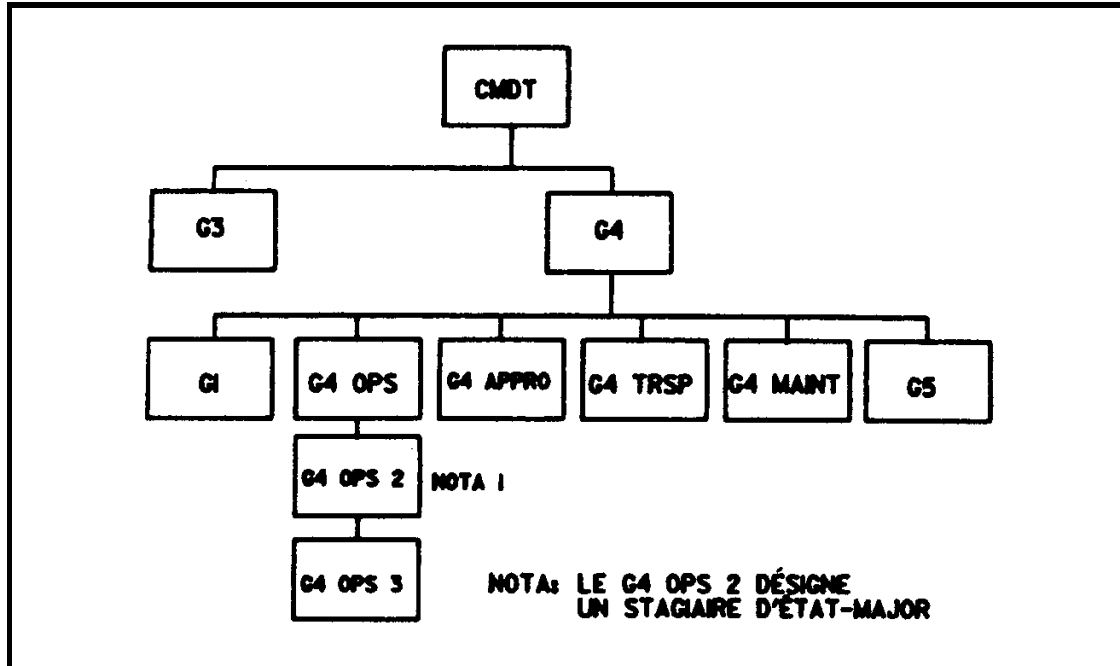 CMDT
G3
G4
G1
G4 OPS
G4 APPRO
G4 TRSP
G4 MAINT
G5
G4 OPS 2
NOTA 1
G4 OPS 3
NOTA: LE G4 OPS 2 DÉSIGNE
UN STAGIAIRE D'ÉTAT-MAJOR